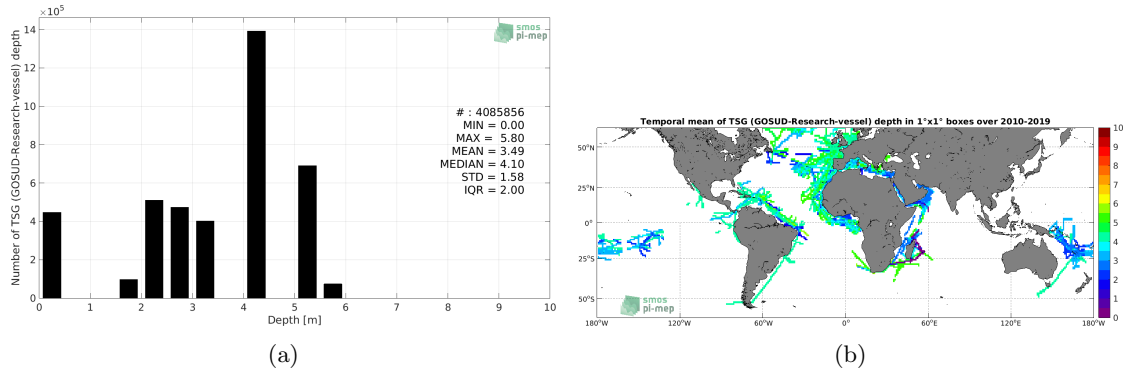 ×10⁵
14
12
10
8
6
4
2
0
Number of TSG (GOSUD-Research-vessel) depth
smos
pi-mep
# : 4085856
MIN = 0.00
MAX = 5.80
MEAN = 3.49
MEDIAN = 4.10
STD = 1.58
IQR = 2.00
0 1 2 3 4 5 6 7 8 9 10
Depth [m]
(a)
Temporal mean of TSG (GOSUD-Research-vessel) depth in 1°x1° boxes over 2010-2019
50°N
25°N
0°
25°S
50°S
smos
pi-mep
180°W 120°W 60°W 0° 60°E 120°E 180°W
10
9
8
7
6
5
4
3
2
1
0
(b)